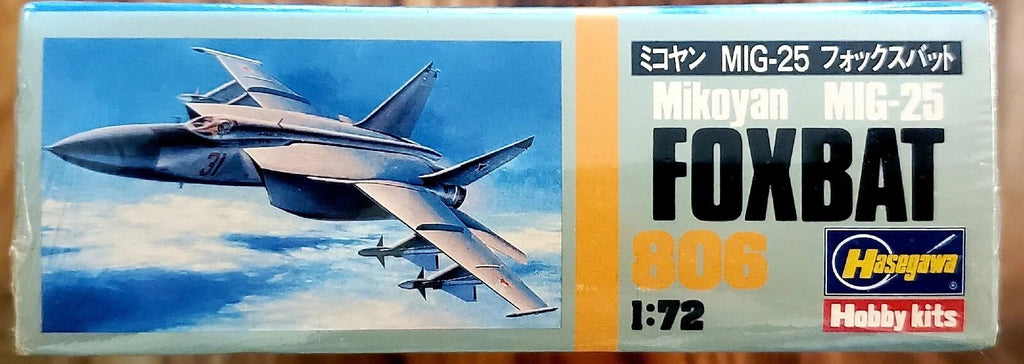 ミコヤン MIG-25 フォックスバット
Mikoyan MIG-25
FOXBAT
806
1:72
Hasegawa ®
Hobby kits
31